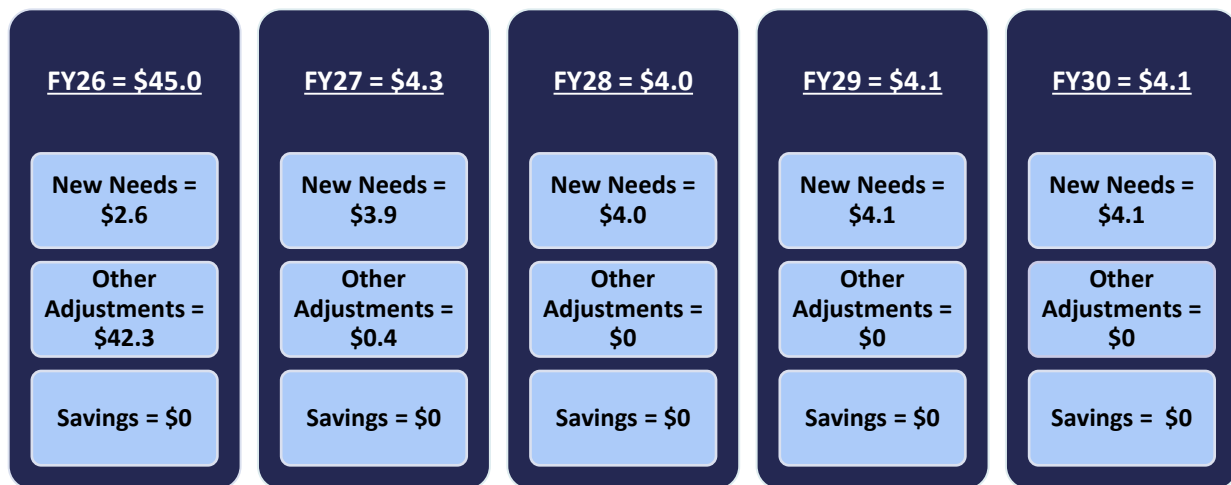 FY26 = $45.0
New Needs =
$2.6
Other
Adjustments =
$42.3
Savings = $0
FY27 = $4.3
New Needs =
$3.9
Other
Adjustments =
$0.4
Savings = $0
FY28 = $4.0
New Needs =
$4.0
Other
Adjustments =
$0
Savings = $0
FY29 = $4.1
New Needs =
$4.1
Other
Adjustments =
$0
Savings = $0
FY30 = $4.1
New Needs =
$4.1
Other
Adjustments =
$0
Savings =  $0